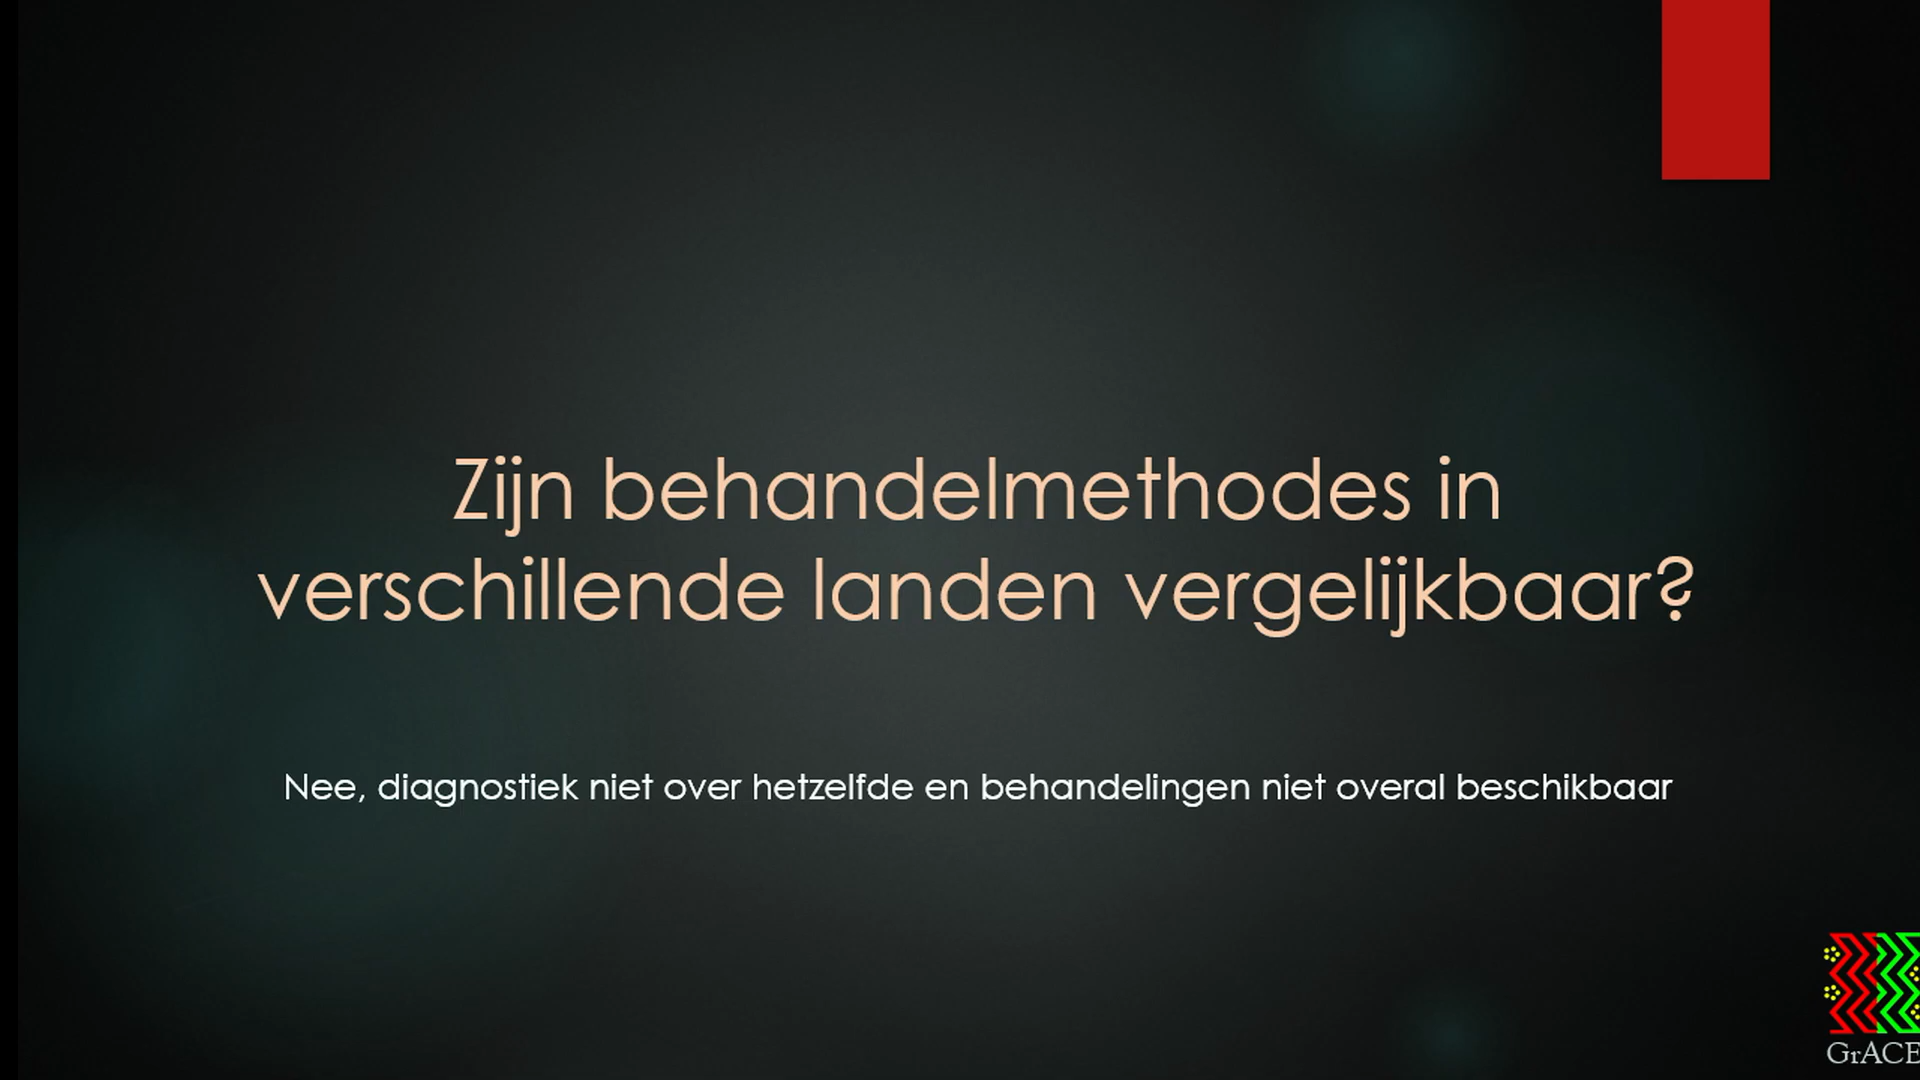 Zijn behandelmethodes in
verschillende landen vergelijkbaar?
Nee, diagnostiek niet over hetzelfde en behandelingen niet overal beschikbaar
GrACE